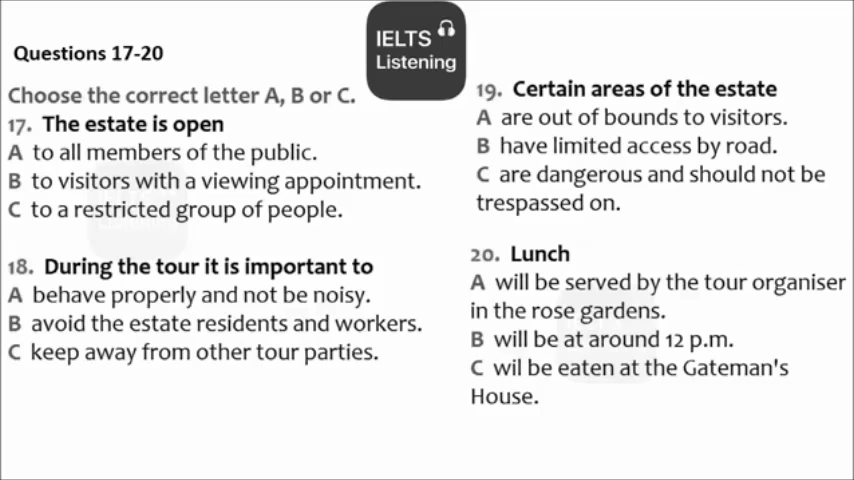 IELTS
Listening
Questions 17-20
Choose the correct letter A, B or C.
17. The estate is open
A to all members of the public.
B to visitors with a viewing appointment.
C to a restricted group of people.
18. During the tour it is important to
A behave properly and not be noisy.
B avoid the estate residents and workers.
C keep away from other tour parties.
19. Certain areas of the estate
A are out of bounds to visitors.
B have limited access by road.
C are dangerous and should not be
trespassed on.
20. Lunch
A will be served by the tour organiser
in the rose gardens.
B will be at around 12 p.m.
C wil be eaten at the Gateman's
House.